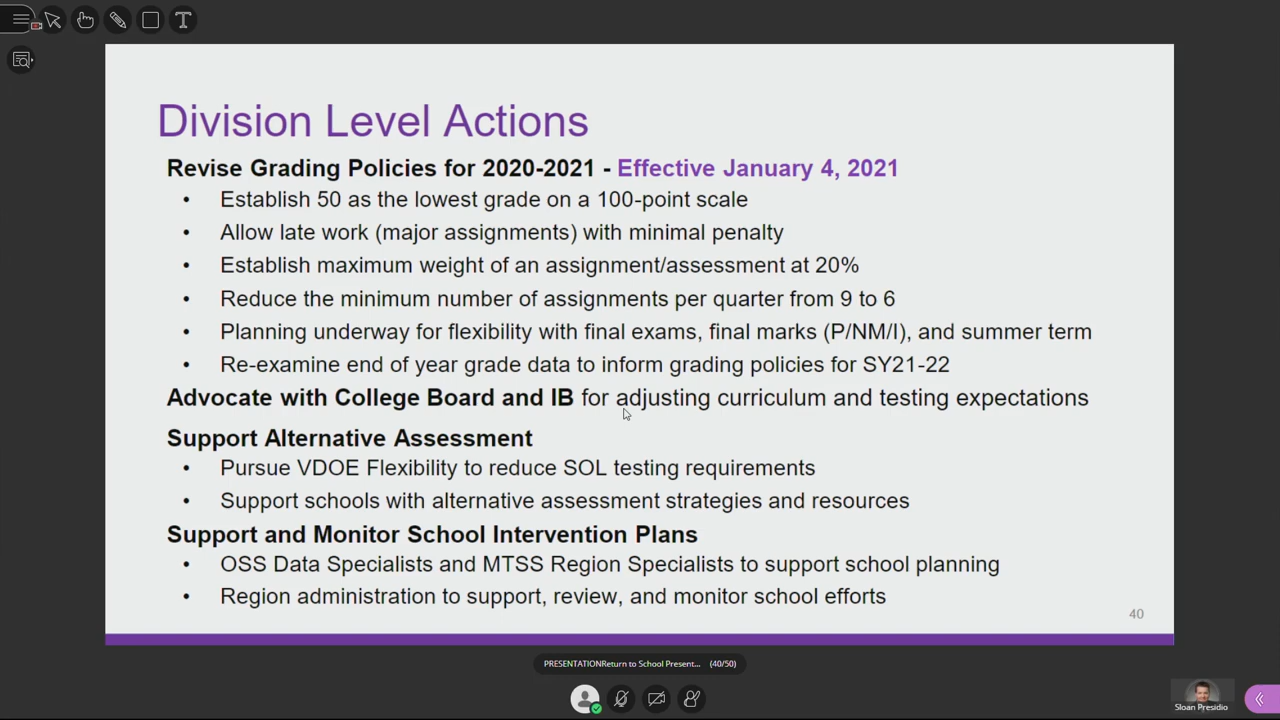 Division Level Actions
Revise Grading Policies for 2020-2021 - Effective January 4, 2021
• Establish 50 as the lowest grade on a 100-point scale
• Allow late work (major assignments) with minimal penalty
• Establish maximum weight of an assignment/assessment at 20%
• Reduce the minimum number of assignments per quarter from 9 to 6
• Planning underway for flexibility with final exams, final marks (P/NM/I), and summer term
• Re-examine end of year grade data to inform grading policies for SY21-22
Advocate with College Board and IB for adjusting curriculum and testing expectations
Support Alternative Assessment
• Pursue VDOE Flexibility to reduce SOL testing requirements
• Support schools with alternative assessment strategies and resources
Support and Monitor School Intervention Plans
• OSS Data Specialists and MTSS Region Specialists to support school planning
• Region administration to support, review, and monitor school efforts
40
PRESENTATIONReturn to School Present... (40/50)
Sloan Presidio